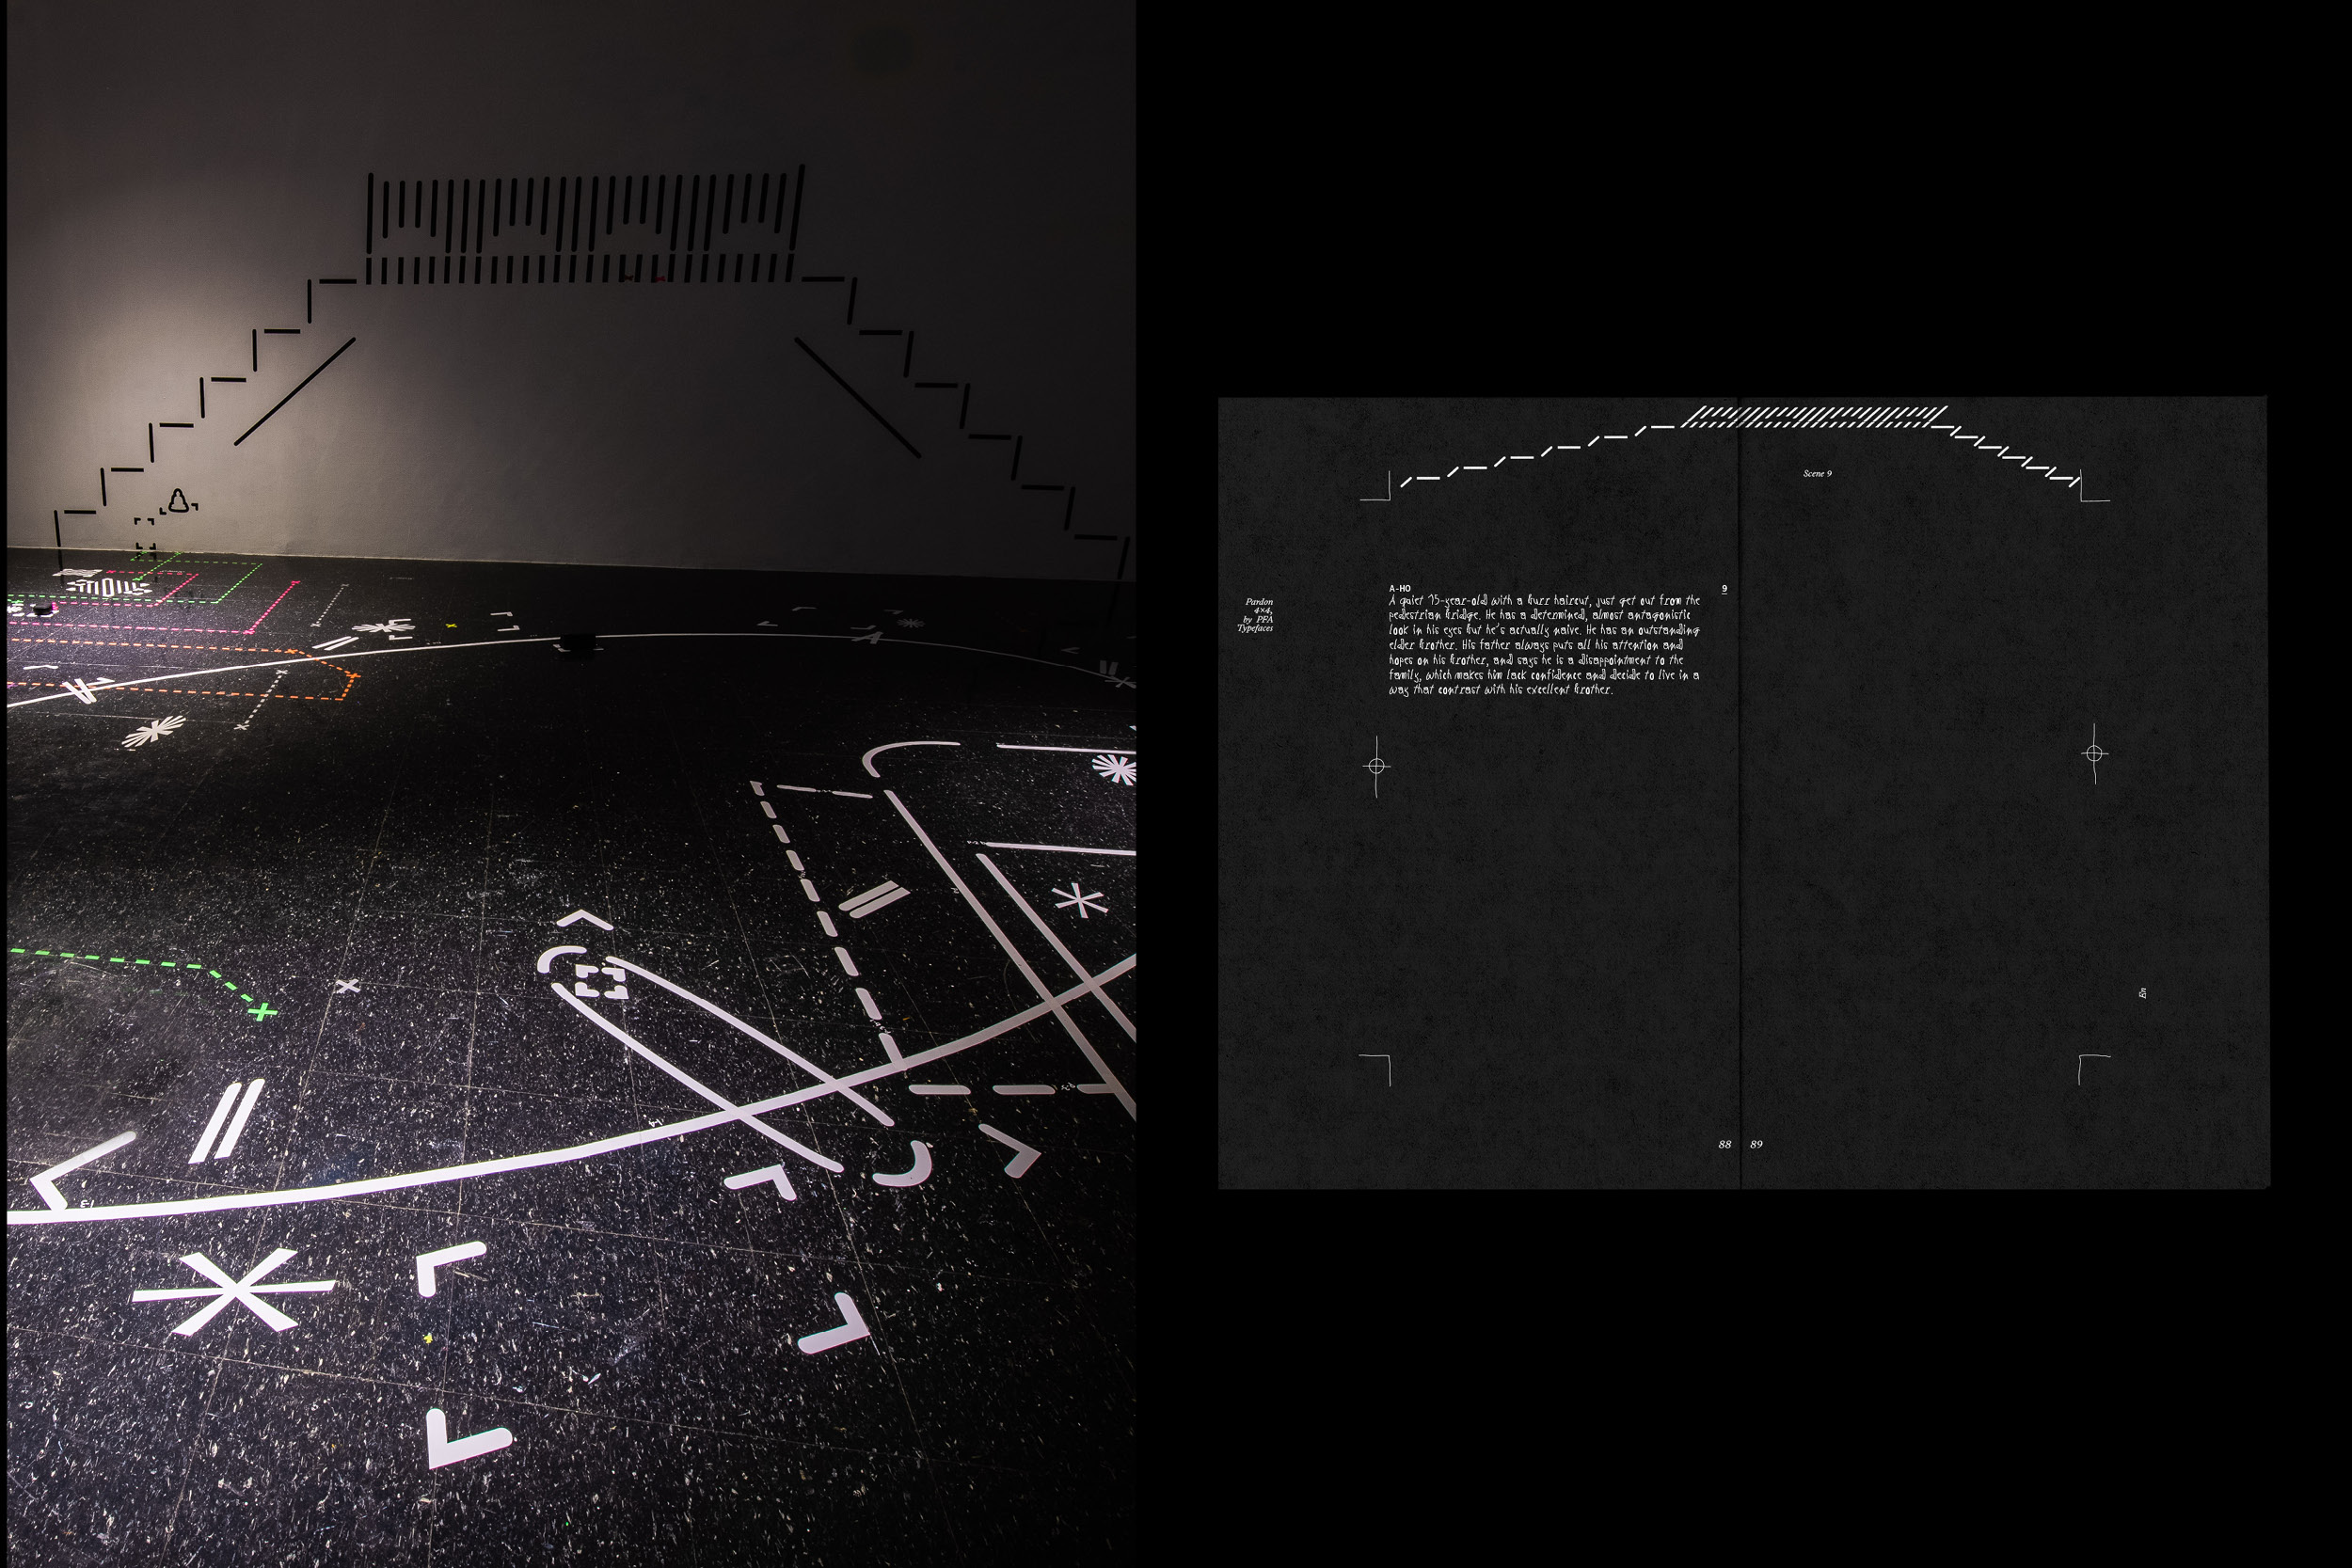 Scene 9
Pardon
4×4,
by PFA
Typefaces
A-HO
9
A quiet 15-year-old with a burr haircut, just get out from the
pedestrian bridge. He has a determined, almost antagonistic
look in his eyes but he's actually naive. He has an outstanding
elder brother. His father always puts all his attention and
hopes on his brother, and says he is a disappointment to the
family, which makes him lack confidence and decide to live in a
way that contrast with his excellent brother.
En
88
89